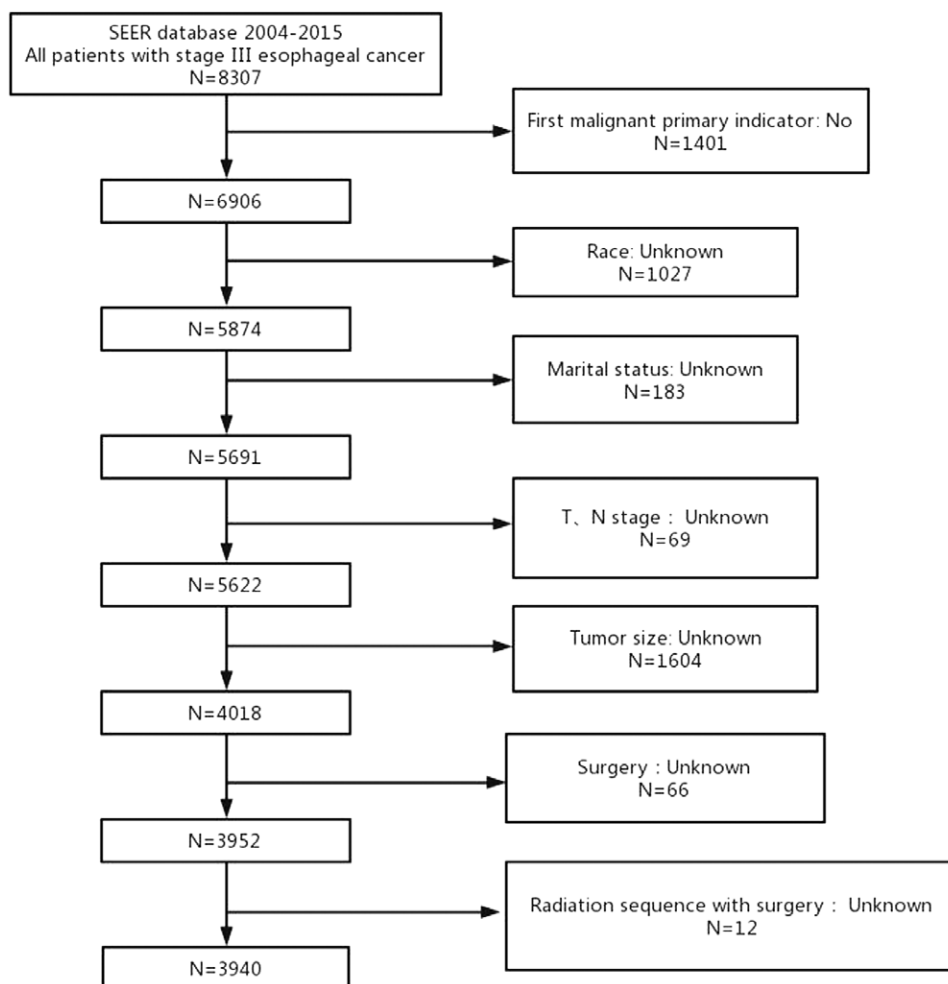 SEER database 2004-2015
All patients with stage III esophageal cancer
N=8307
First malignant primary indicator: No
N=1401
N=6906
Race: Unknown
N=1027
N=5874
Marital status: Unknown
N=183
N=5691
T、N stage： Unknown
N=69
N=5622
Tumor size: Unknown
N=1604
N=4018
Surgery：Unknown
N=66
N=3952
Radiation sequence with surgery： Unknown
N=12
N=3940